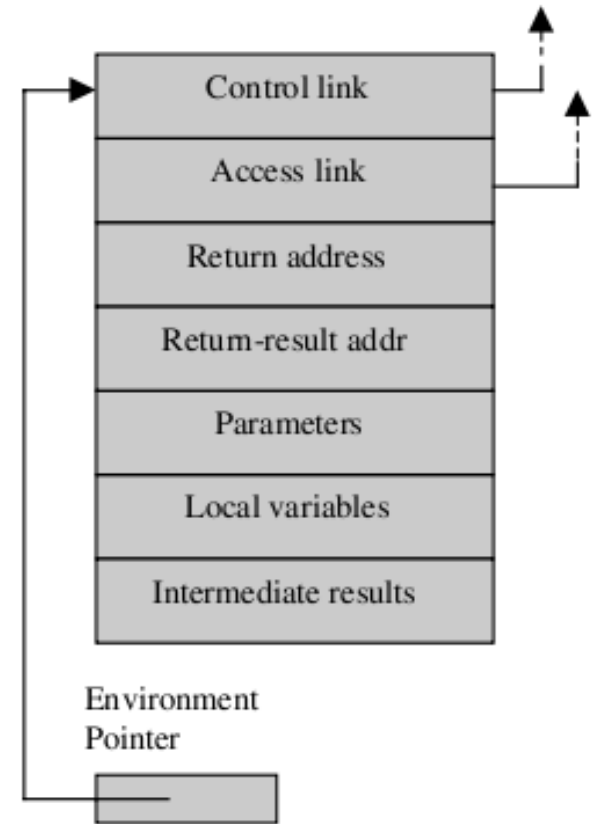 Control link
Access link
Return address
Return-result addr
Parameters
Local variables
Intermediate results
Environment
Pointer